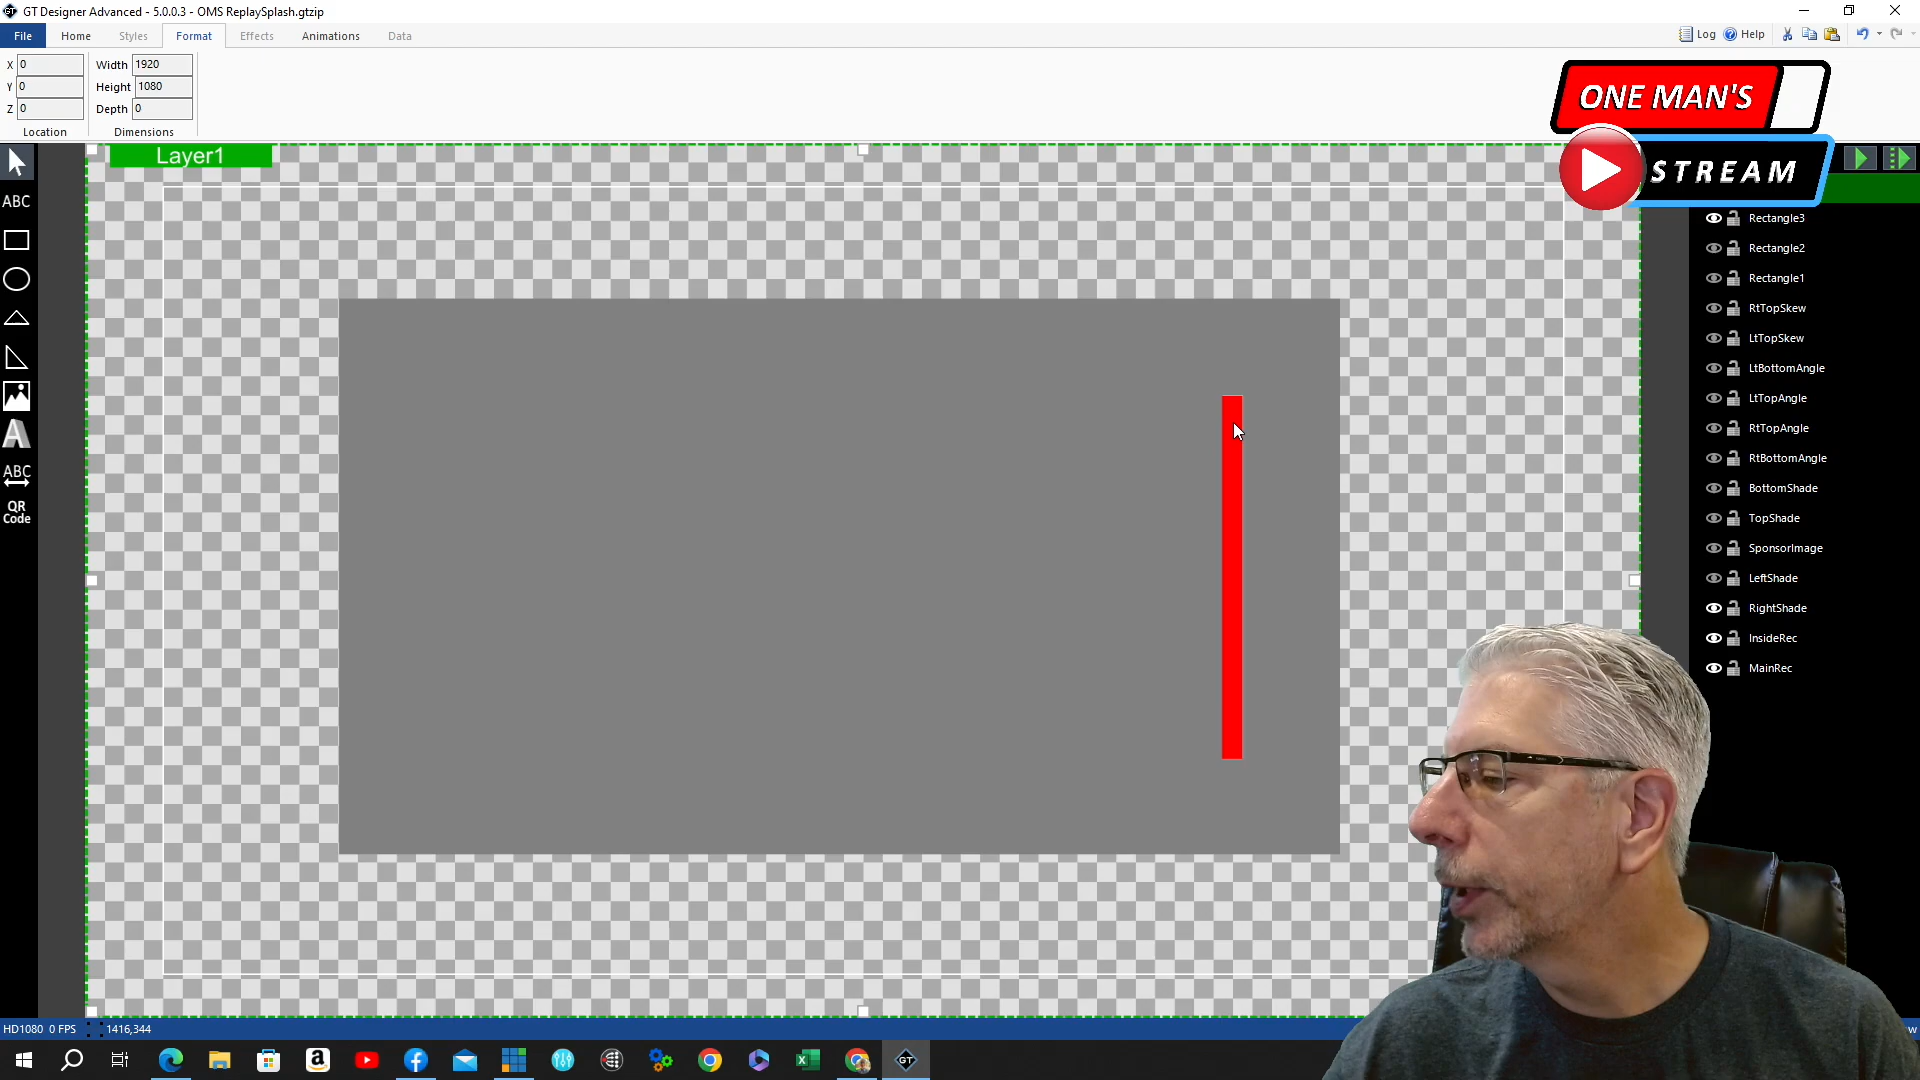 GT Designer Advanced - 5.0.0.3 - OMS ReplaySplash.gtzip
File Home Styles Format Effects Animations Data
Log Help
X 0 Width 1920
Y 0 Height 1080
Z 0 Depth 0
Location Dimensions
ONE MAN'S
STREAM
Layer1
ABC
ABC
QR
Code
A
Rectangle3
Rectangle2
Rectangle1
RtTopSkew
LtTopSkew
LtBottomAngle
LtTopAngle
RtTopAngle
RtBottomAngle
BottomShade
TopShade
SponsorImage
LeftShade
RightShade
InsideRec
MainRec
HD1080 0 FPS 1416,344
GT